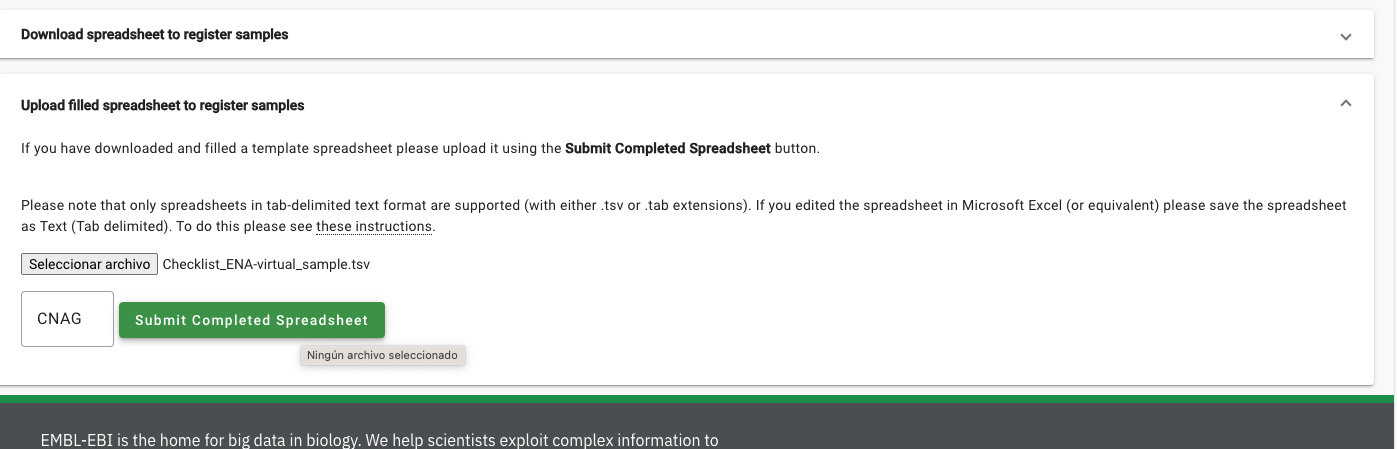 Download spreadsheet to register samples
Upload filled spreadsheet to register samples
If you have downloaded and filled a template spreadsheet please upload it using the Submit Completed Spreadsheet button.
Please note that only spreadsheets in tab-delimited text format are supported (with either .tsv or .tab extensions). If you edited the spreadsheet in Microsoft Excel (or equivalent) please save the spreadsheet
as Text (Tab delimited). To do this please see these instructions.
Seleccionar archivo Checklist_ENA-virtual_sample.tsv
CNAG Submit Completed Spreadsheet
Ningún archivo seleccionado
EMBL-EBI is the home for big data in biology. We help scientists exploit complex information to